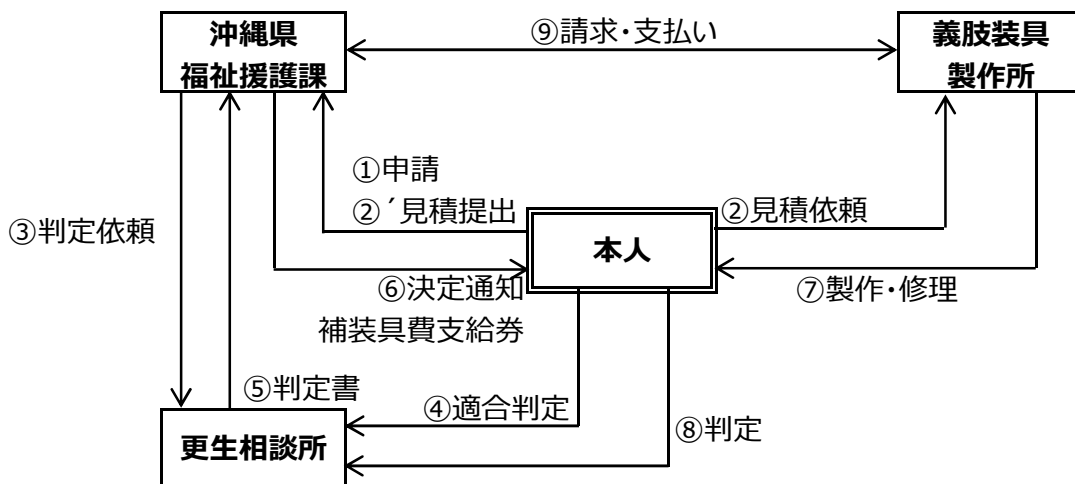 沖縄県
福祉援護課
⑨請求・支払い
義肢装具
製作所
①申請
②´見積提出
②見積依頼
③判定依頼
本人
⑥決定通知
補装具費支給券
⑦製作・修理
⑤判定書
④適合判定
⑧判定
更生相談所